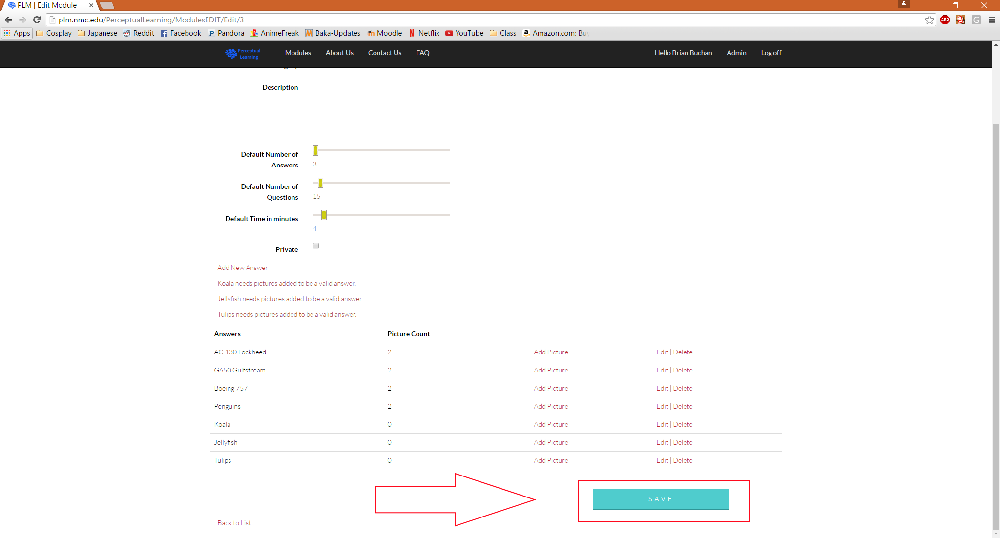 PLM | Edit Module
plm.nmc.edu/PerceptualLearning/ModulesEDIT/Edit/3
ABP
G
Apps Cosplay Japanese Reddit Facebook Pandora AnimeFreak Baka-Updates Moodle Netflix YouTube Class Amazon.com: Buy
Perceptual Learning Modules About Us Contact Us FAQ Hello Brian Buchan Admin Log off
Category
Description
Default Number of
Answers
3
Default Number of
Questions
15
Default Time in minutes
4
Private
Add New Answer
Koala needs pictures added to be a valid answer.
Jellyfish needs pictures added to be a valid answer.
Tulips needs pictures added to be a valid answer.
Answers Picture Count
AC-130 Lockheed 2 Add Picture Edit | Delete
G650 Gulfstream 2 Add Picture Edit | Delete
Boeing 757 2 Add Picture Edit | Delete
Penguins 2 Add Picture Edit | Delete
Koala 0 Add Picture Edit | Delete
Jellyfish 0 Add Picture Edit | Delete
Tulips 0 Add Picture Edit | Delete
SAVE
Back to List